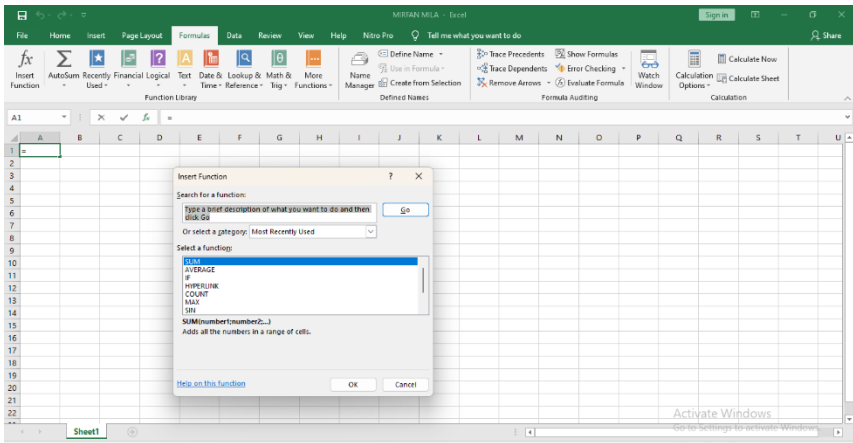 MIRFAN MILA - Excel
Sign in
File Home Insert Page Layout Formulas Data Review View Help Nitro Pro Tell me what you want to do Share
fx Insert Function
Σ AutoSum
Recently Used
Financial
Logical
Text
Date & Time
Lookup & Reference
Math & Trig
More Functions
Function Library
Name Manager
Define Name
Use in Formula
Create from Selection
Defined Names
Trace Precedents
Trace Dependents
Remove Arrows
Show Formulas
Error Checking
Evaluate Formula
Watch Window
Formula Auditing
Calculation Options
Calculate Now
Calculate Sheet
Calculation
A1 fx =
A B C D E F G H I J K L M N O P Q R S T U
1 =
2
3
4
5
6
7
8
9
10
11
12
13
14
15
16
17
18
19
20
21
22
Insert Function ? ×
Search for a function:
Type a brief description of what you want to do and then
click Go
Go
Or select a category: Most Recently Used
Select a function:
SUM
AVERAGE
IF
HYPERLINK
COUNT
MAX
SIN
SUM(number1;number2;...)
Adds all the numbers in a range of cells.
Help on this function
OK Cancel
Activate Windows
Go to Settings to activate Windows.
Sheet1